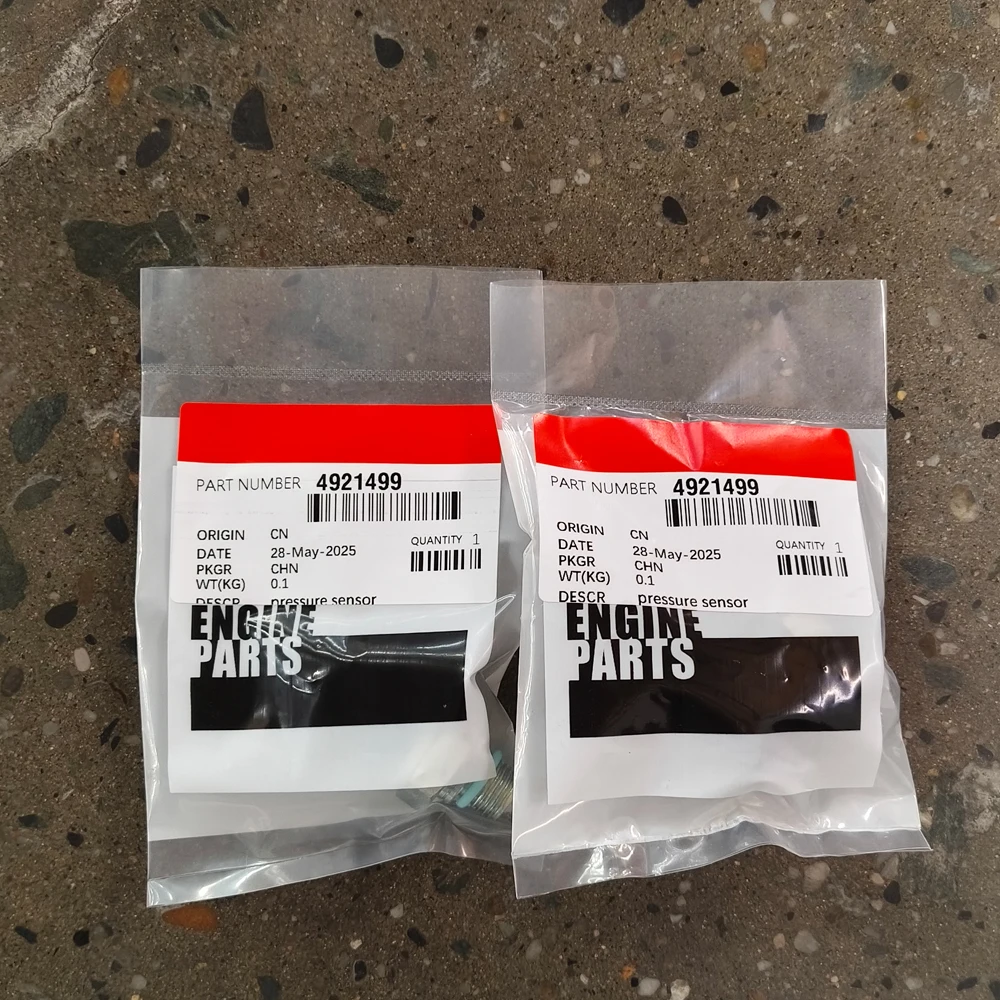 PART NUMBER 4921499
ORIGIN CN
DATE 28-May-2025
PKGR CHN
WT(KG) 0.1
QUANTITY 1
DESCR pressure sensor
ENGINE
PARTS
PART NUMBER 4921499
ORIGIN CN
DATE 28-May-2025
PKGR CHN
WT(KG) 0.1
QUANTITY 1
DESCR pressure sensor
ENGINE
PARTS